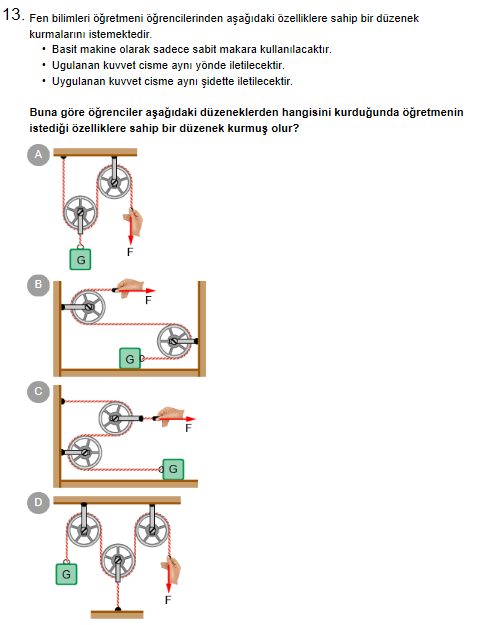 13. Fen bilimleri öğretmeni öğrencilerinden aşağıdaki özelliklere sahip bir düzenek
kurmalarını istemektedir.
• Basit makine olarak sadece sabit makara kullanılacaktır.
• Ugulanan kuvvet cisme aynı yönde iletilecektir.
• Uygulanan kuvvet cisme aynı şidette iletilecektir.
Buna göre öğrenciler aşağıdaki düzeneklerden hangisini kurduğunda öğretmenin
istediği özelliklere sahip bir düzenek kurmuş olur?
A
F
G
B
F
G
C
F
G
D
G
F